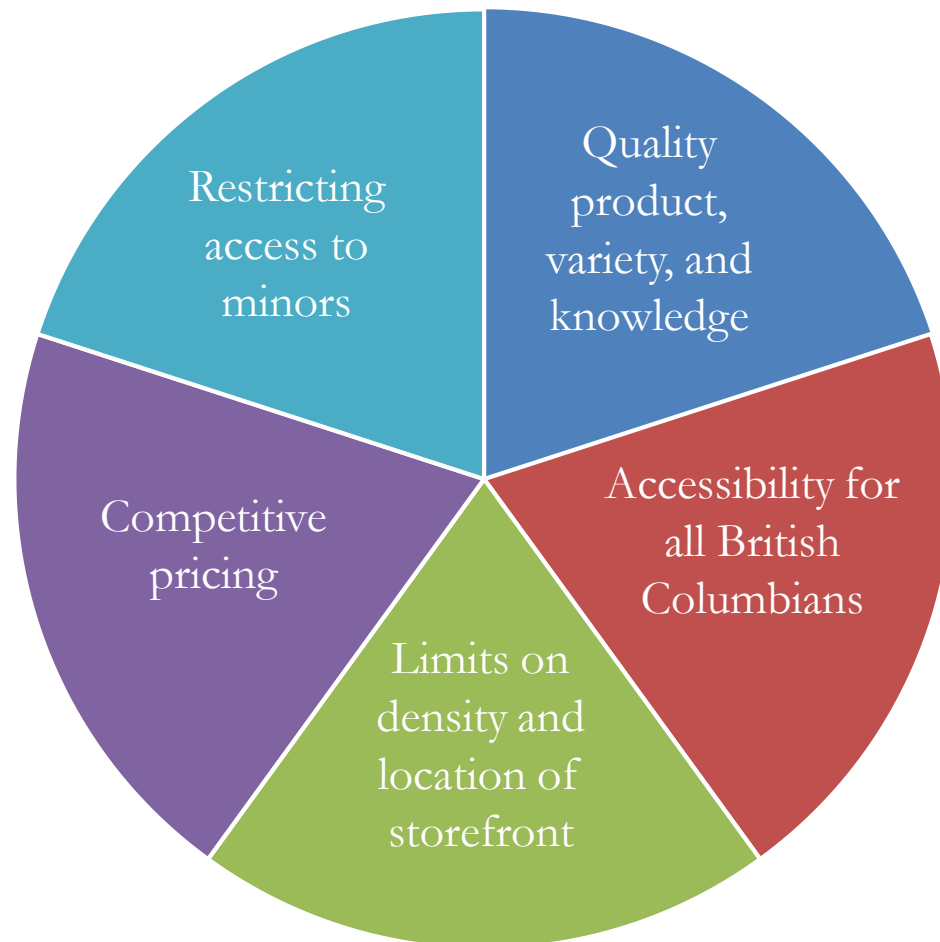 Quality
product,
variety, and
knowledge
Accessibility for
all British
Columbians
Limits on
density and
location of
storefront
Competitive
pricing
Restricting
access to
minors